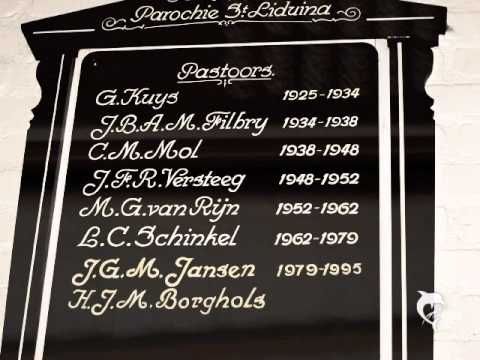 Parochie St Liduina
Pastoors.
G. Kuys 1925-1934
J.B.A.M. Filbry 1934-1938
C.M. Mol 1938-1948
J.F.R. Versteeg 1948-1952
M.G. van Rijn 1952-1962
L.C. Schinkel 1962-1979
J.G.M. Jansen 1979-1995
H.J.M. Borghols